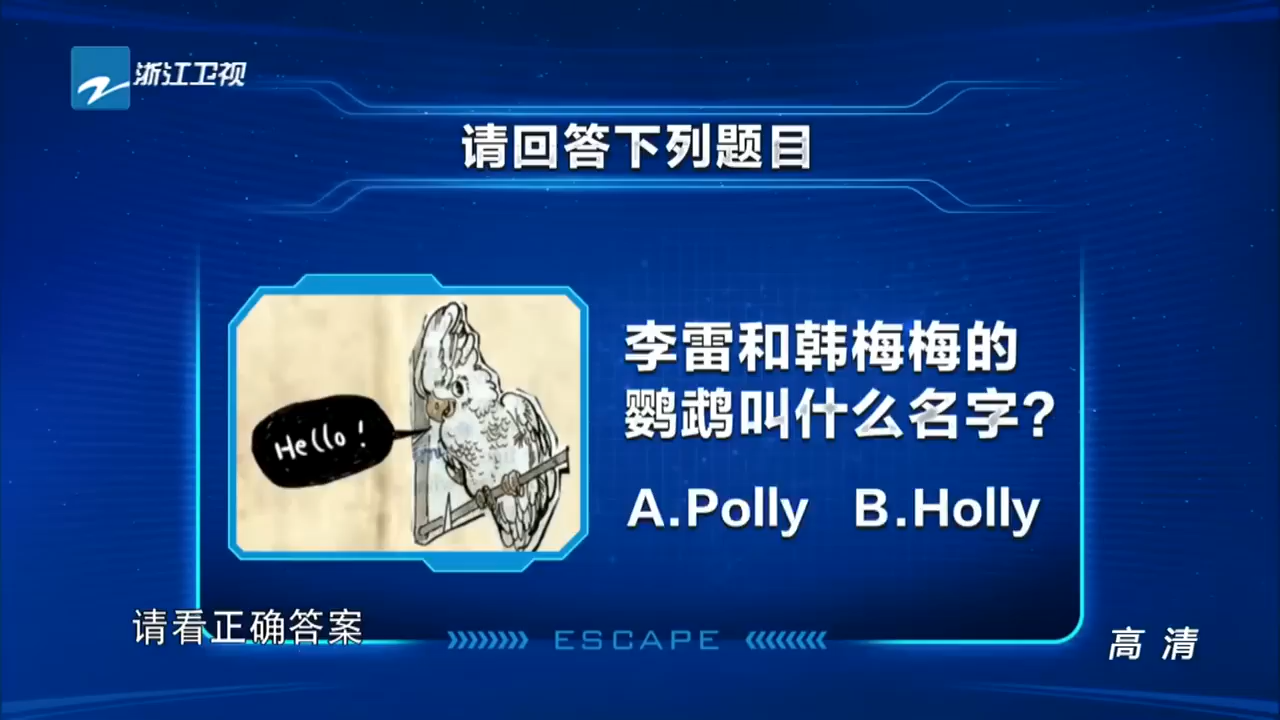 浙江卫视
请回答下列题目
Hello!
李雷和韩梅梅的
鹦鹉叫什么名字?
A.Polly B.Holly
请看正确答案
ESCAPE
高清